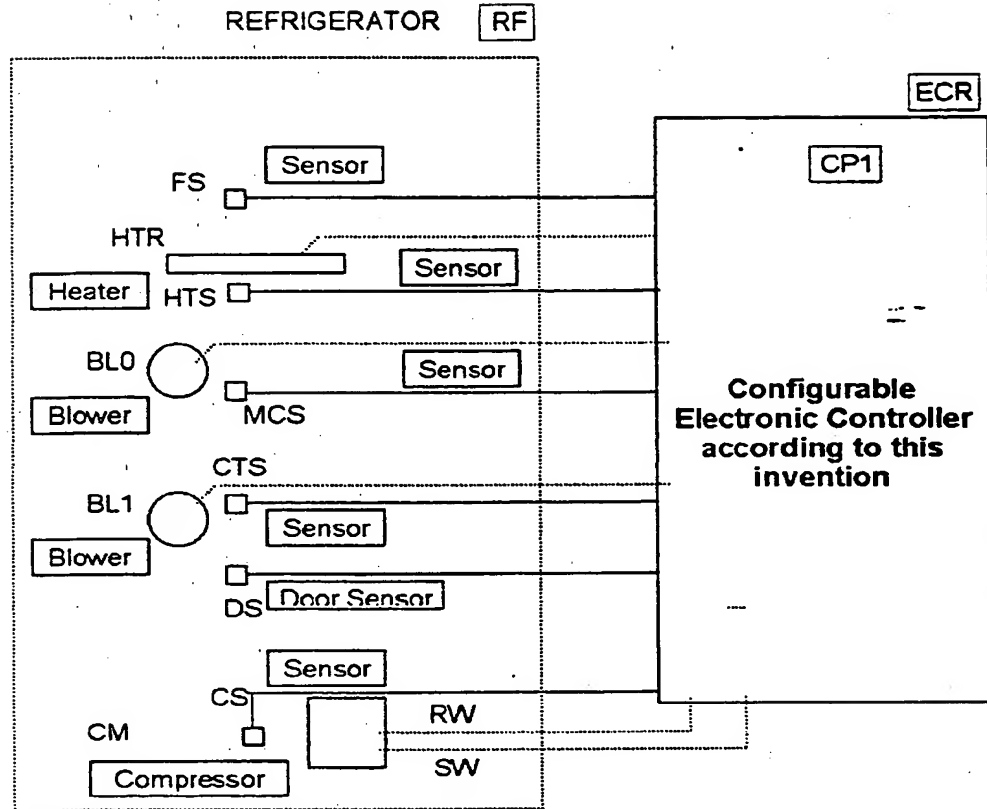 REFRIGERATOR RF
ECR
CP1
Sensor
FS
HTR
Sensor
Heater
HTS
BL0
Sensor
Blower
MCS
Configurable
Electronic Controller
according to this
invention
CTS
BL1
Sensor
Blower
DS
Door Sensor
Sensor
CS
RW
CM
SW
Compressor